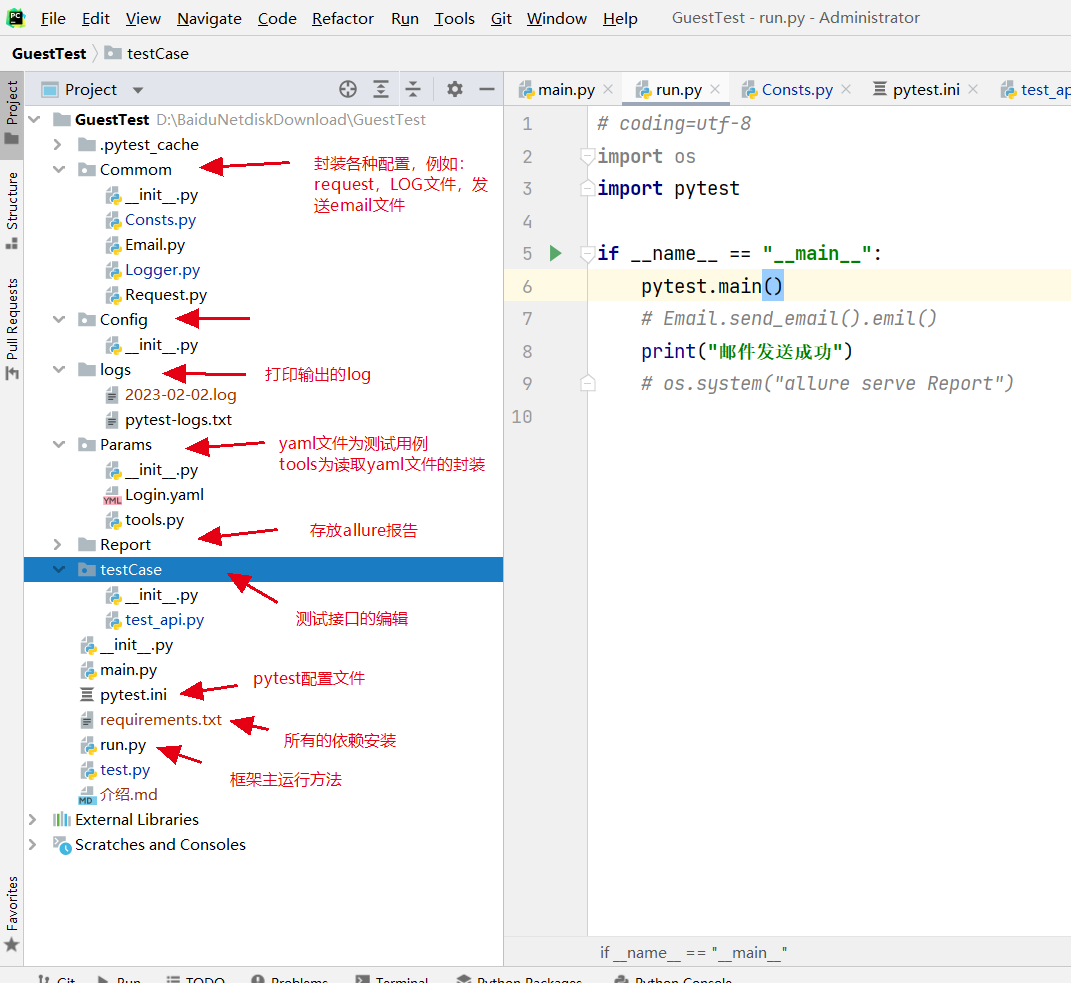 File Edit View Navigate Code Refactor Run Tools Git Window Help GuestTest - run.py - Administrator
GuestTest testCase
Project
Structure
Pull Requests
Favorites
Project
GuestTest D:\BaiduNetdiskDownload\GuestTest
.pytest_cache
Commom
__init__.py
Consts.py
Email.py
Logger.py
Request.py
Config
__init__.py
logs
2023-02-02.log
pytest-logs.txt
Params
__init__.py
Login.yaml
tools.py
Report
testCase
__init__.py
test_api.py
__init__.py
main.py
pytest.ini
requirements.txt
run.py
test.py
介绍.md
External Libraries
Scratches and Consoles
封装各种配置，例如：
request，LOG文件，发
送email文件
打印输出的log
yaml文件为测试用例
tools为读取yaml文件的封装
存放allure报告
测试接口的编辑
pytest配置文件
所有的依赖安装
框架主运行方法
main.py run.py Consts.py pytest.ini test_ap
1 # coding=utf-8
2 import os
3 import pytest
4
5 if __name__ == "__main__":
6 pytest.main()
7 # Email.send_email().emil()
8 print("邮件发送成功")
9 # os.system("allure serve Report")
10
if __name__ == "__main__"
Git Run TODO Problems Terminal Python Packages Python Console